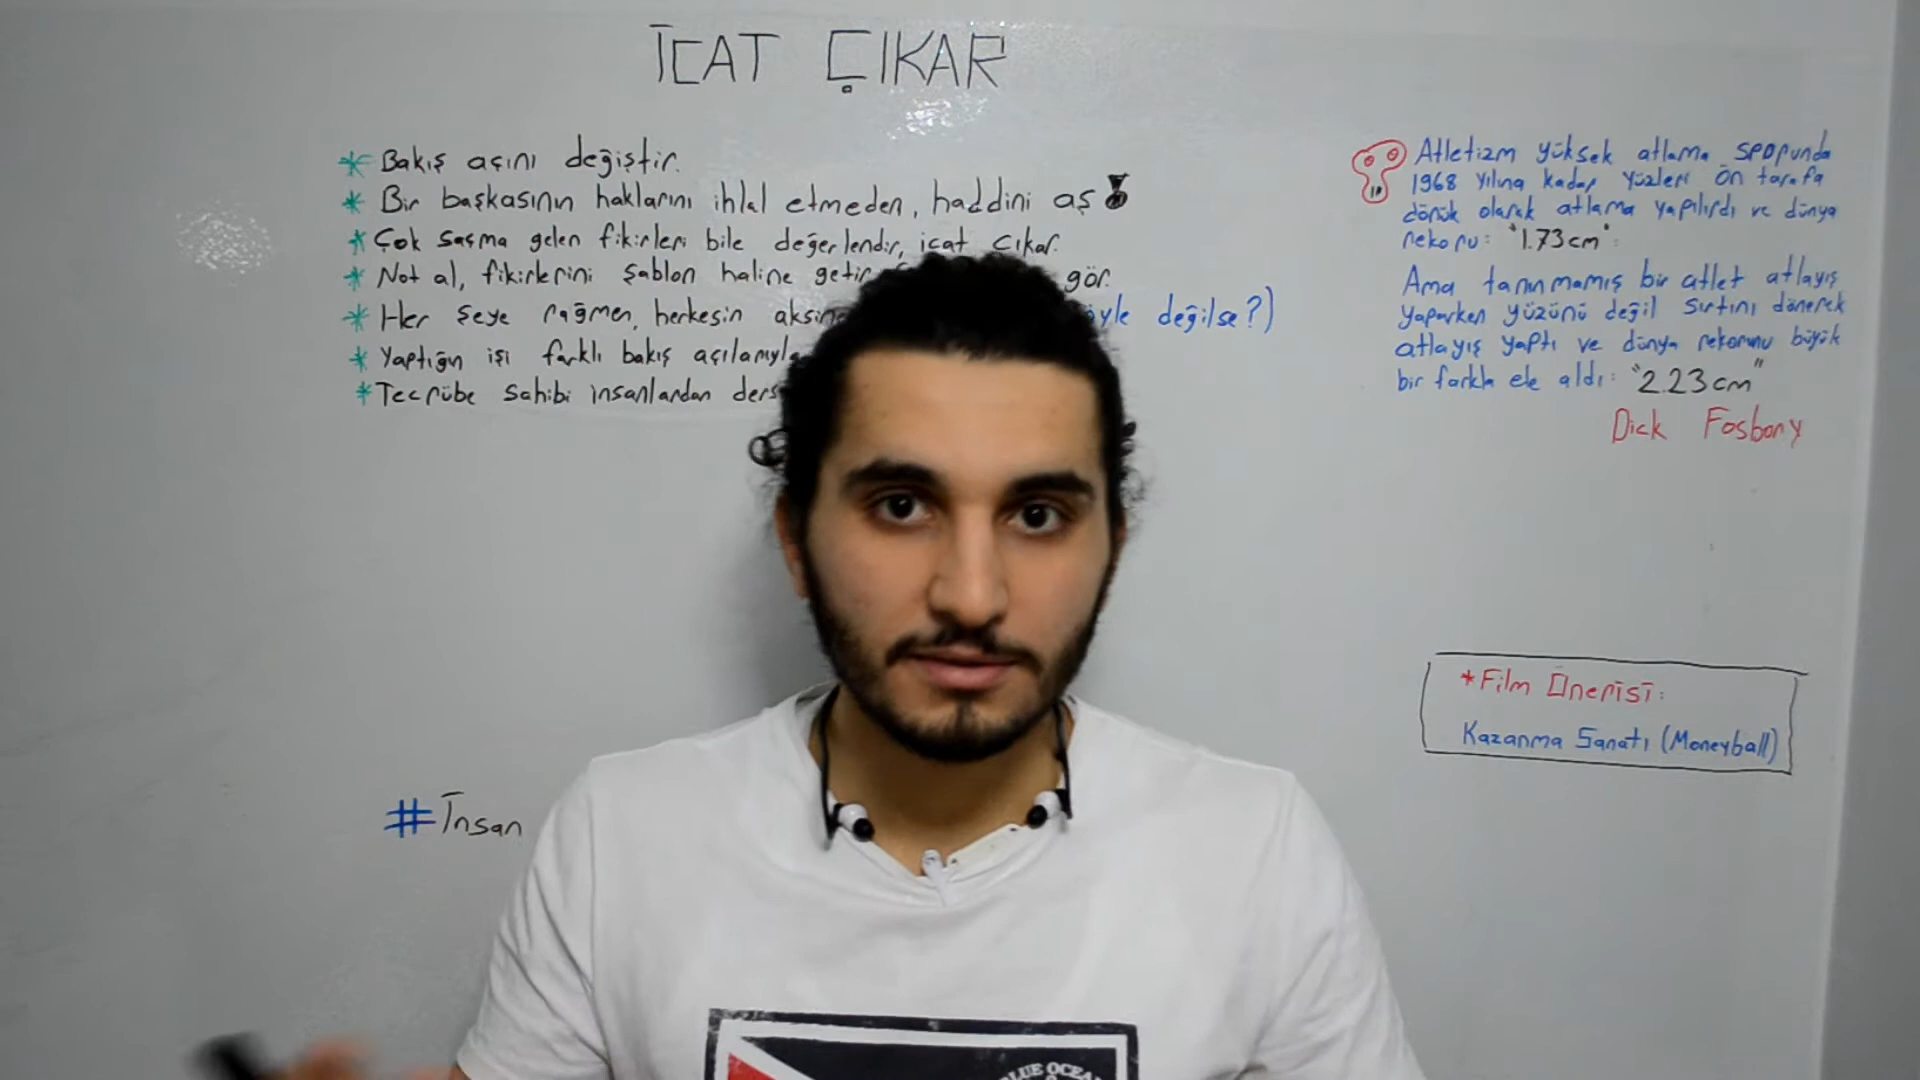 İCAT ÇIKAR
* Bakış açını değiştir.
* Bir başkasının haklarını ihlal etmeden, haddini aş
* Çok saçma gelen fikirleri bile değerlendir, icat çıkar.
* Not al, fikirlerini şablon haline getir gör.
* Her şeye rağmen, herkesin değilse?)
* Yaptığın işi farklı bakış
* Tecrübe sahibi insanlardan ders
Atletizm yüksek atlama sporunda
1968 yılına kadar yüzleri ön tarafa
dönük olarak atlama yapılırdı ve dünya
rekoru: "1.73cm"
Ama tanınmamış bir atlet atlayış
yaparken yüzünü değil sırtını dönerek
atlayış yaptı ve dünya rekorunu büyük
bir farkla ele aldı: "2.23cm"
Dick Fosbory
* Film Önerisi:
Kazanma Sanatı (Moneyball)
#İnsan
BLUE OCEA